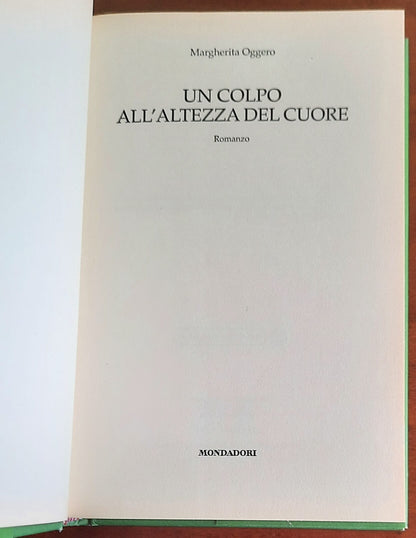 Margherita Oggero
UN COLPO
ALL'ALTEZZA DEL CUORE
Romanzo
MONDADORI